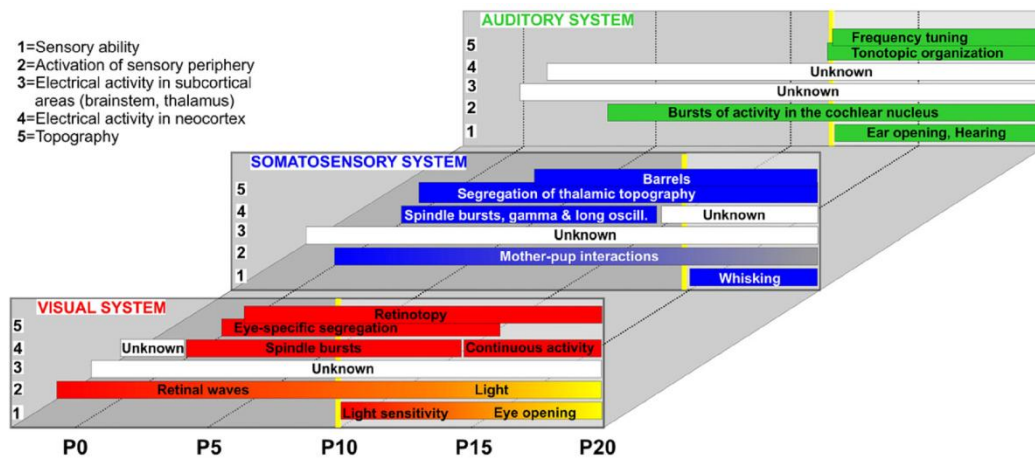 AUDITORY SYSTEM
1=Sensory ability
2=Activation of sensory periphery
3=Electrical activity in subcortical
areas (brainstem, thalamus)
4=Electrical activity in neocortex
5=Topography
5 Frequency tuning
Tonotopic organization
4 Unknown
3 Unknown
2 Bursts of activity in the cochlear nucleus
1 Ear opening, Hearing
SOMATOSENSORY SYSTEM
Barrels
5 Segregation of thalamic topography
4 Spindle bursts, gamma & long oscill. Unknown
3 Unknown
2 Mother-pup interactions
1 Whisking
VISUAL SYSTEM
Retinotopy
5 Eye-specific segregation
4 Unknown Spindle bursts Continuous activity
3 Unknown
2 Retinal waves Light
1 Light sensitivity Eye opening
P0 P5 P10 P15 P20